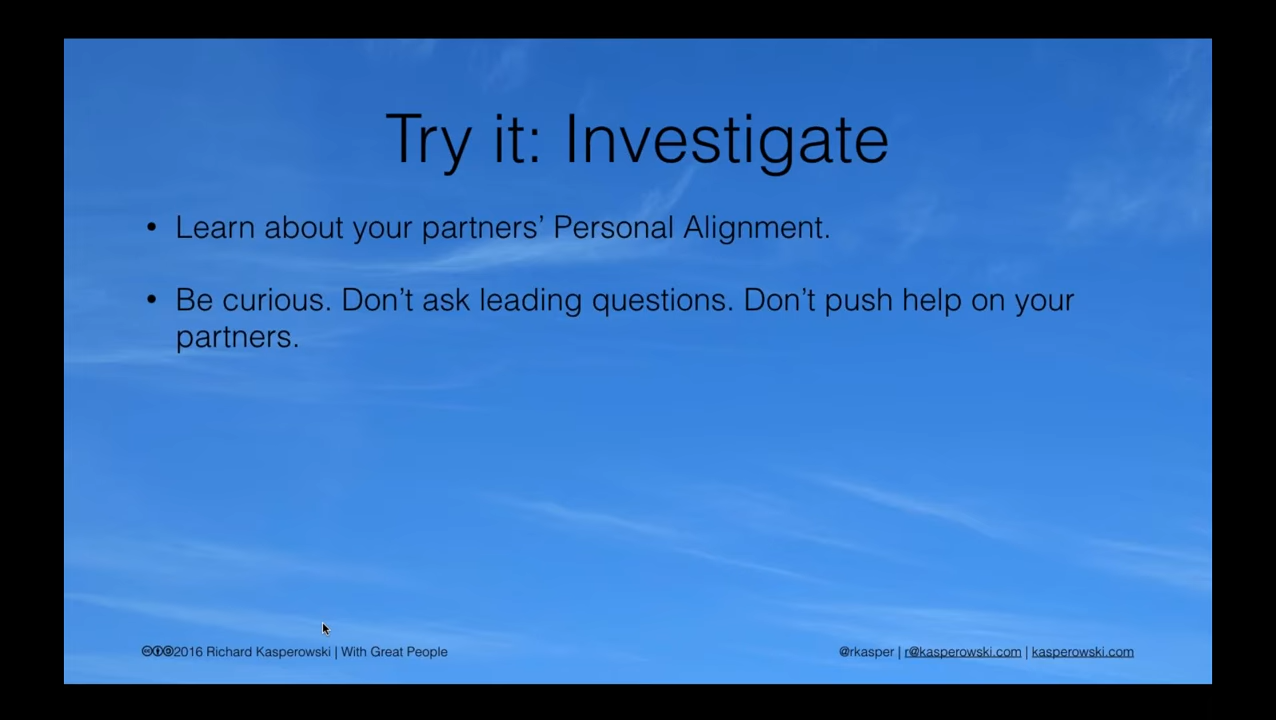 Try it: Investigate
• Learn about your partners’ Personal Alignment.
• Be curious. Don’t ask leading questions. Don’t push help on your
partners.
2016 Richard Kasperowski | With Great People
@rkasper | r@kasperowski.com | kasperowski.com